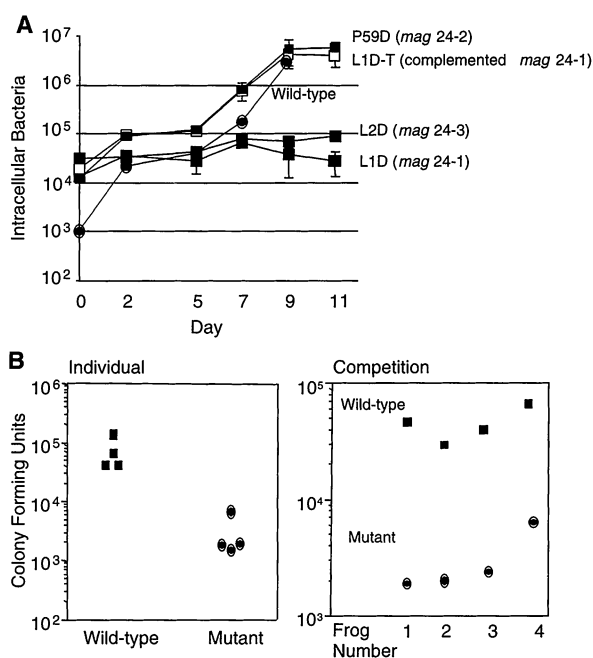 A
Intracellular Bacteria
10^7
10^6
10^5
10^4
10^3
10^2
0 2 5 7 9 11
Day
P59D (mag 24-2)
L1D-T (complemented mag 24-1)
Wild-type
L2D (mag 24-3)
L1D (mag 24-1)
B
Individual
Colony Forming Units
10^6
10^5
10^4
10^3
10^2
Wild-type Mutant
Competition
10^5
10^4
10^3
Wild-type
Mutant
Frog 1 2 3 4
Number